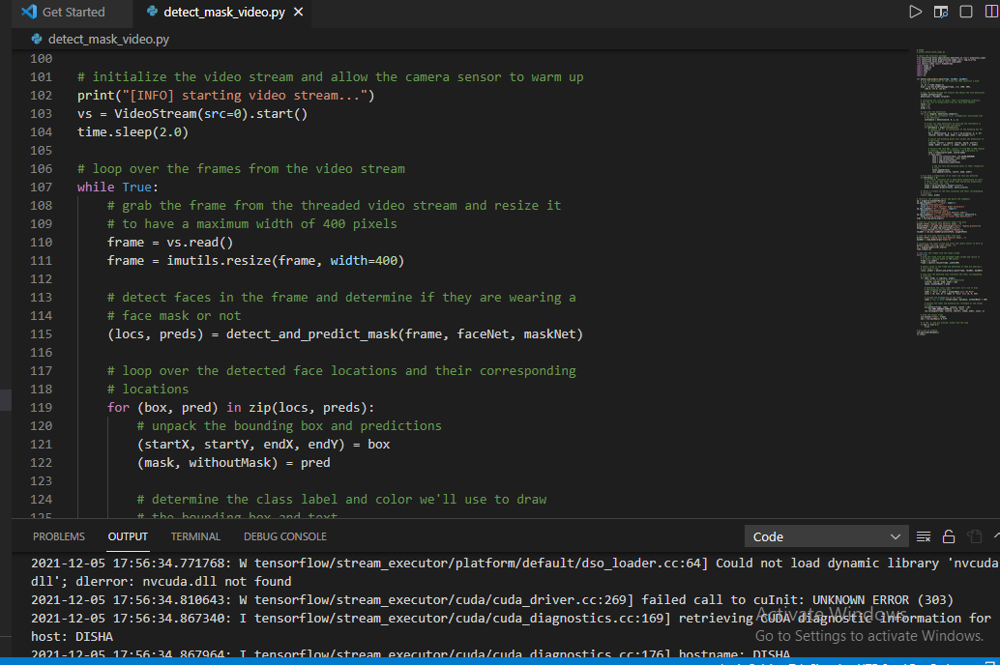 Get Started
detect_mask_video.py
detect_mask_video.py
100
101 # initialize the video stream and allow the camera sensor to warm up
102 print("[INFO] starting video stream...")
103 vs = VideoStream(src=0).start()
104 time.sleep(2.0)
105
106 # loop over the frames from the video stream
107 while True:
108 # grab the frame from the threaded video stream and resize it
109 # to have a maximum width of 400 pixels
110 frame = vs.read()
111 frame = imutils.resize(frame, width=400)
112
113 # detect faces in the frame and determine if they are wearing a
114 # face mask or not
115 (locs, preds) = detect_and_predict_mask(frame, faceNet, maskNet)
116
117 # loop over the detected face locations and their corresponding
118 # locations
119 for (box, pred) in zip(locs, preds):
120 # unpack the bounding box and predictions
121 (startX, startY, endX, endY) = box
122 (mask, withoutMask) = pred
123
124 # determine the class label and color we'll use to draw
125 # the bounding box and text
PROBLEMS OUTPUT TERMINAL DEBUG CONSOLE
Code
2021-12-05 17:56:34.771768: W tensorflow/stream_executor/platform/default/dso_loader.cc:64] Could not load dynamic library 'nvcuda
dll'; dlerror: nvcuda.dll not found
2021-12-05 17:56:34.810643: W tensorflow/stream_executor/cuda/cuda_driver.cc:269] failed call to cuInit: UNKNOWN ERROR (303)
2021-12-05 17:56:34.867340: I tensorflow/stream_executor/cuda/cuda_diagnostics.cc:169] retrieving CUDA diagnostic information for
host: DISHA
2021-12-05 17:56:34.867964: I tensorflow/stream_executor/cuda/cuda_diagnostics.cc:176] hostname: DISHA
Activate Windows
Go to Settings to activate Windows.